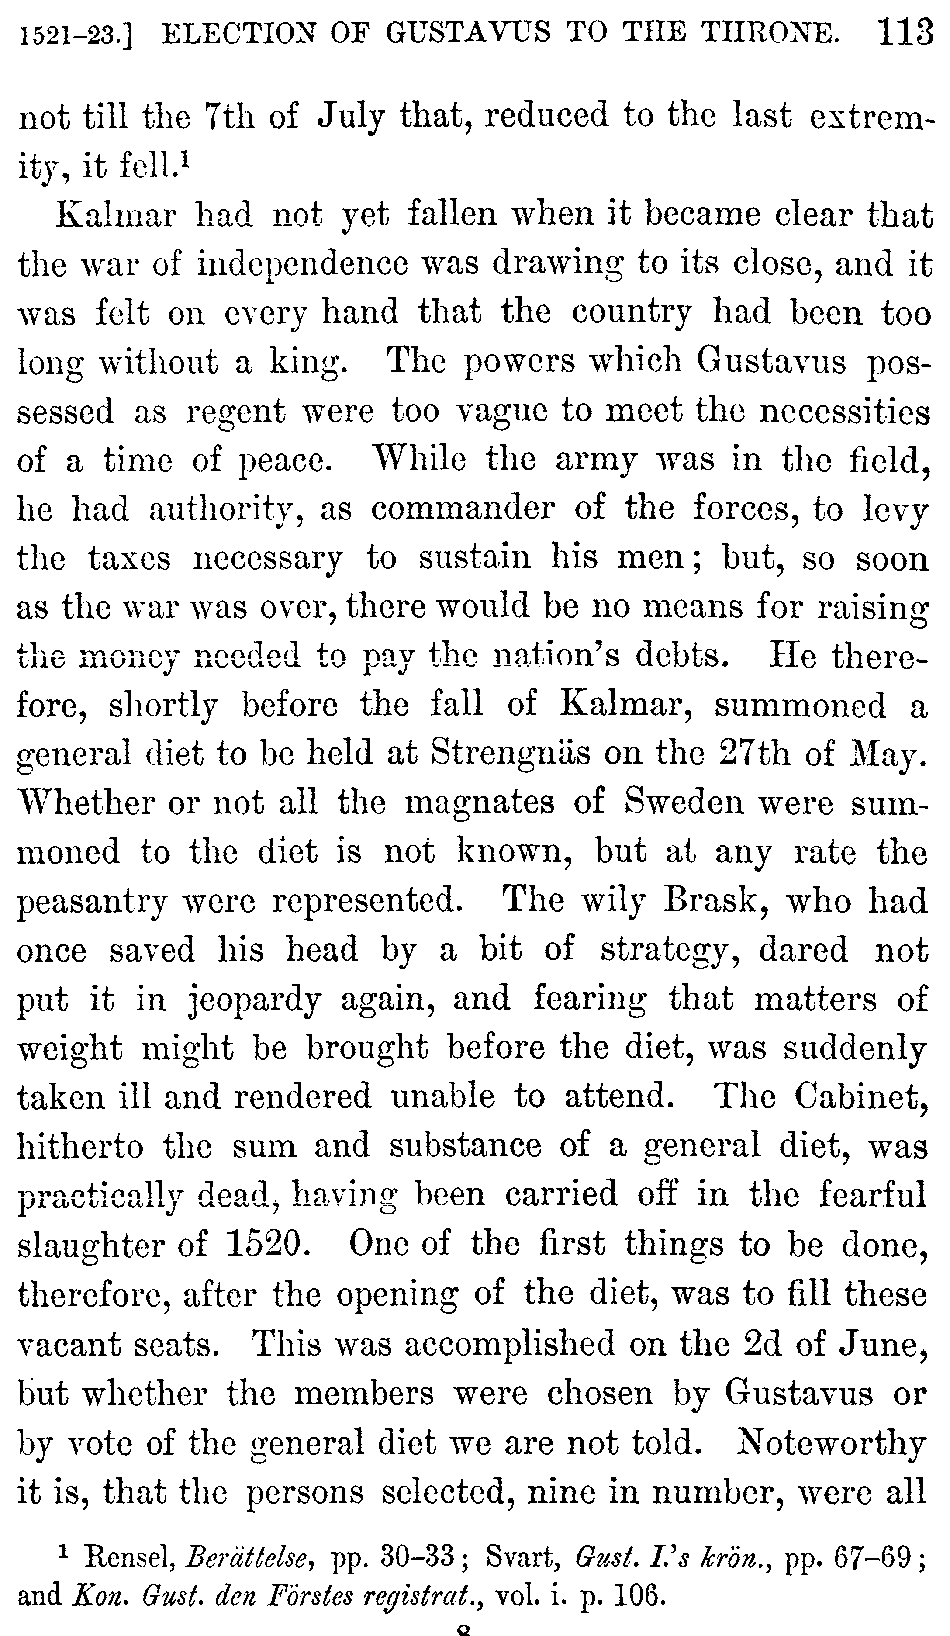 1521–23.] ELECTION OF GUSTAVUS TO THE THRONE. 113
not till the 7th of July that, reduced to the last extrem-
ity, it fell.¹
Kalmar had not yet fallen when it became clear that
the war of independence was drawing to its close, and it
was felt on every hand that the country had been too
long without a king. The powers which Gustavus pos-
sessed as regent were too vague to meet the necessities
of a time of peace. While the army was in the field,
he had authority, as commander of the forces, to levy
the taxes necessary to sustain his men; but, so soon
as the war was over, there would be no means for raising
the money needed to pay the nation's debts. He there-
fore, shortly before the fall of Kalmar, summoned a
general diet to be held at Strengnäs on the 27th of May.
Whether or not all the magnates of Sweden were sum-
moned to the diet is not known, but at any rate the
peasantry were represented. The wily Brask, who had
once saved his head by a bit of strategy, dared not
put it in jeopardy again, and fearing that matters of
weight might be brought before the diet, was suddenly
taken ill and rendered unable to attend. The Cabinet,
hitherto the sum and substance of a general diet, was
practically dead, having been carried off in the fearful
slaughter of 1520. One of the first things to be done,
therefore, after the opening of the diet, was to fill these
vacant seats. This was accomplished on the 2d of June,
but whether the members were chosen by Gustavus or
by vote of the general diet we are not told. Noteworthy
it is, that the persons selected, nine in number, were all
¹ Rensel, Berättelse, pp. 30–33; Svart, Gust. I.'s krön., pp. 67–69;
and Kon. Gust. den Förstes registrat., vol. i. p. 106.
8